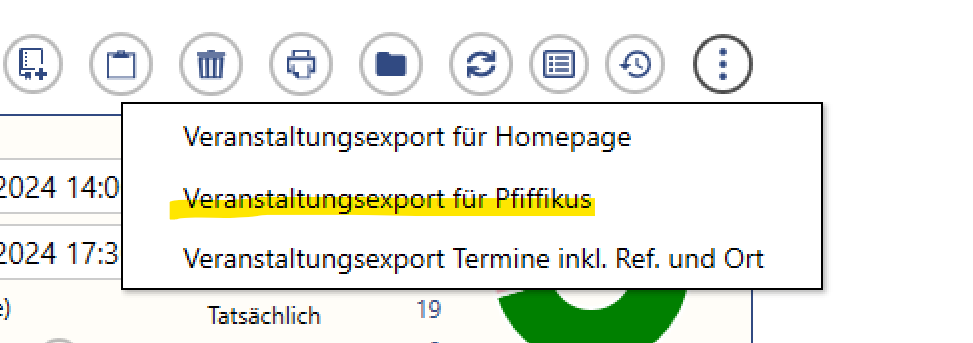 Veranstaltungsexport für Homepage
2024 14:0
Veranstaltungsexport für Pfiffikus
2024 17:3
Veranstaltungsexport Termine inkl. Ref. und Ort
e)
Tatsächlich 19